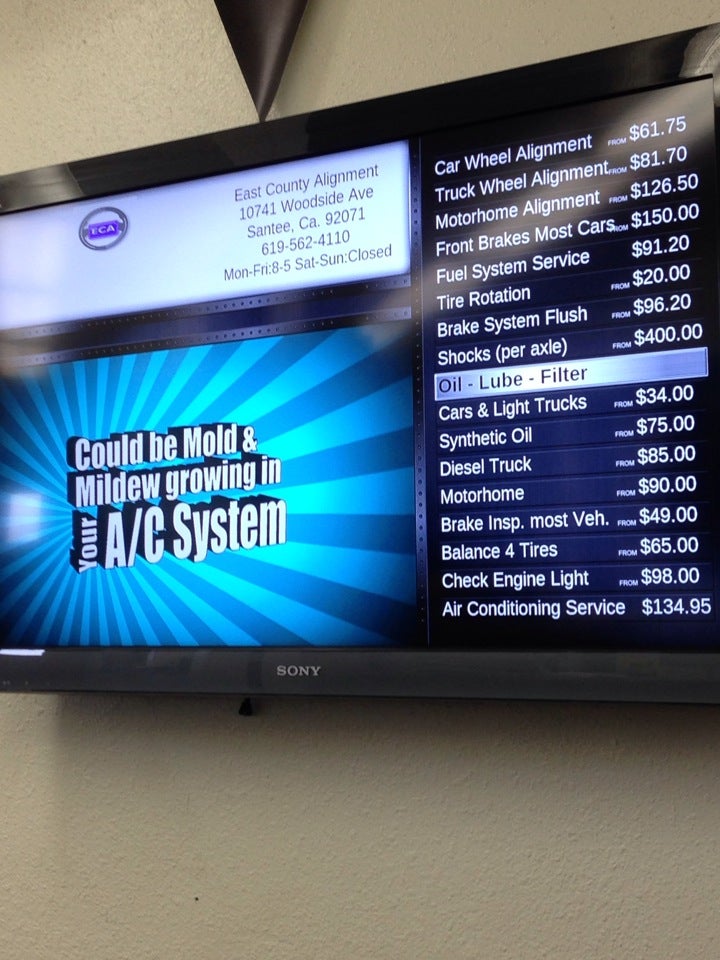 ECA
East County Alignment
10741 Woodside Ave
Santee, Ca. 92071
619-562-4110
Mon-Fri:8-5 Sat-Sun:Closed
Could be Mold &
Mildew growing in
Your A/C System
Car Wheel Alignment FROM $61.75
Truck Wheel Alignment FROM $81.70
Motorhome Alignment FROM $126.50
Front Brakes Most Cars FROM $150.00
Fuel System Service $91.20
Tire Rotation FROM $20.00
Brake System Flush FROM $96.20
Shocks (per axle) FROM $400.00
Oil - Lube - Filter
Cars & Light Trucks FROM $34.00
Synthetic Oil FROM $75.00
Diesel Truck FROM $85.00
Motorhome FROM $90.00
Brake Insp. most Veh. FROM $49.00
Balance 4 Tires FROM $65.00
Check Engine Light FROM $98.00
Air Conditioning Service $134.95
SONY